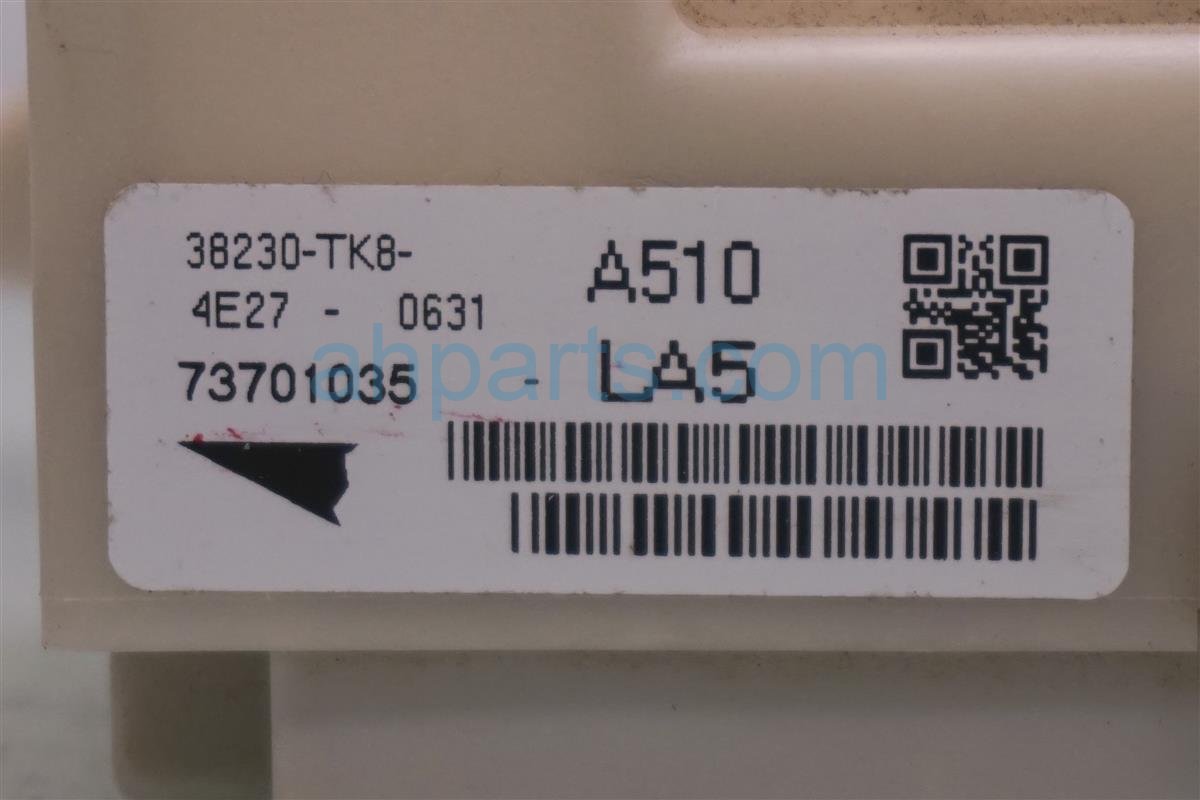 38230-TK8- A510
4E27 - 0631
73701035 - LA5
ahparts.com